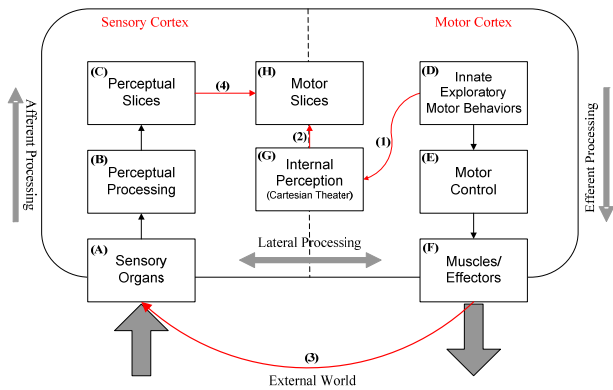 Sensory Cortex
Motor Cortex
(C)
Perceptual
Slices
(4)
(H)
Motor
Slices
(D)
Innate
Exploratory
Motor Behaviors
Afferent Processing
Efferent Processing
(2)
(1)
(B)
Perceptual
Processing
(G)
Internal
Perception
(Cartesian Theater)
(E)
Motor
Control
(A)
Sensory
Organs
Lateral Processing
(F)
Muscles/
Effectors
(3)
External World